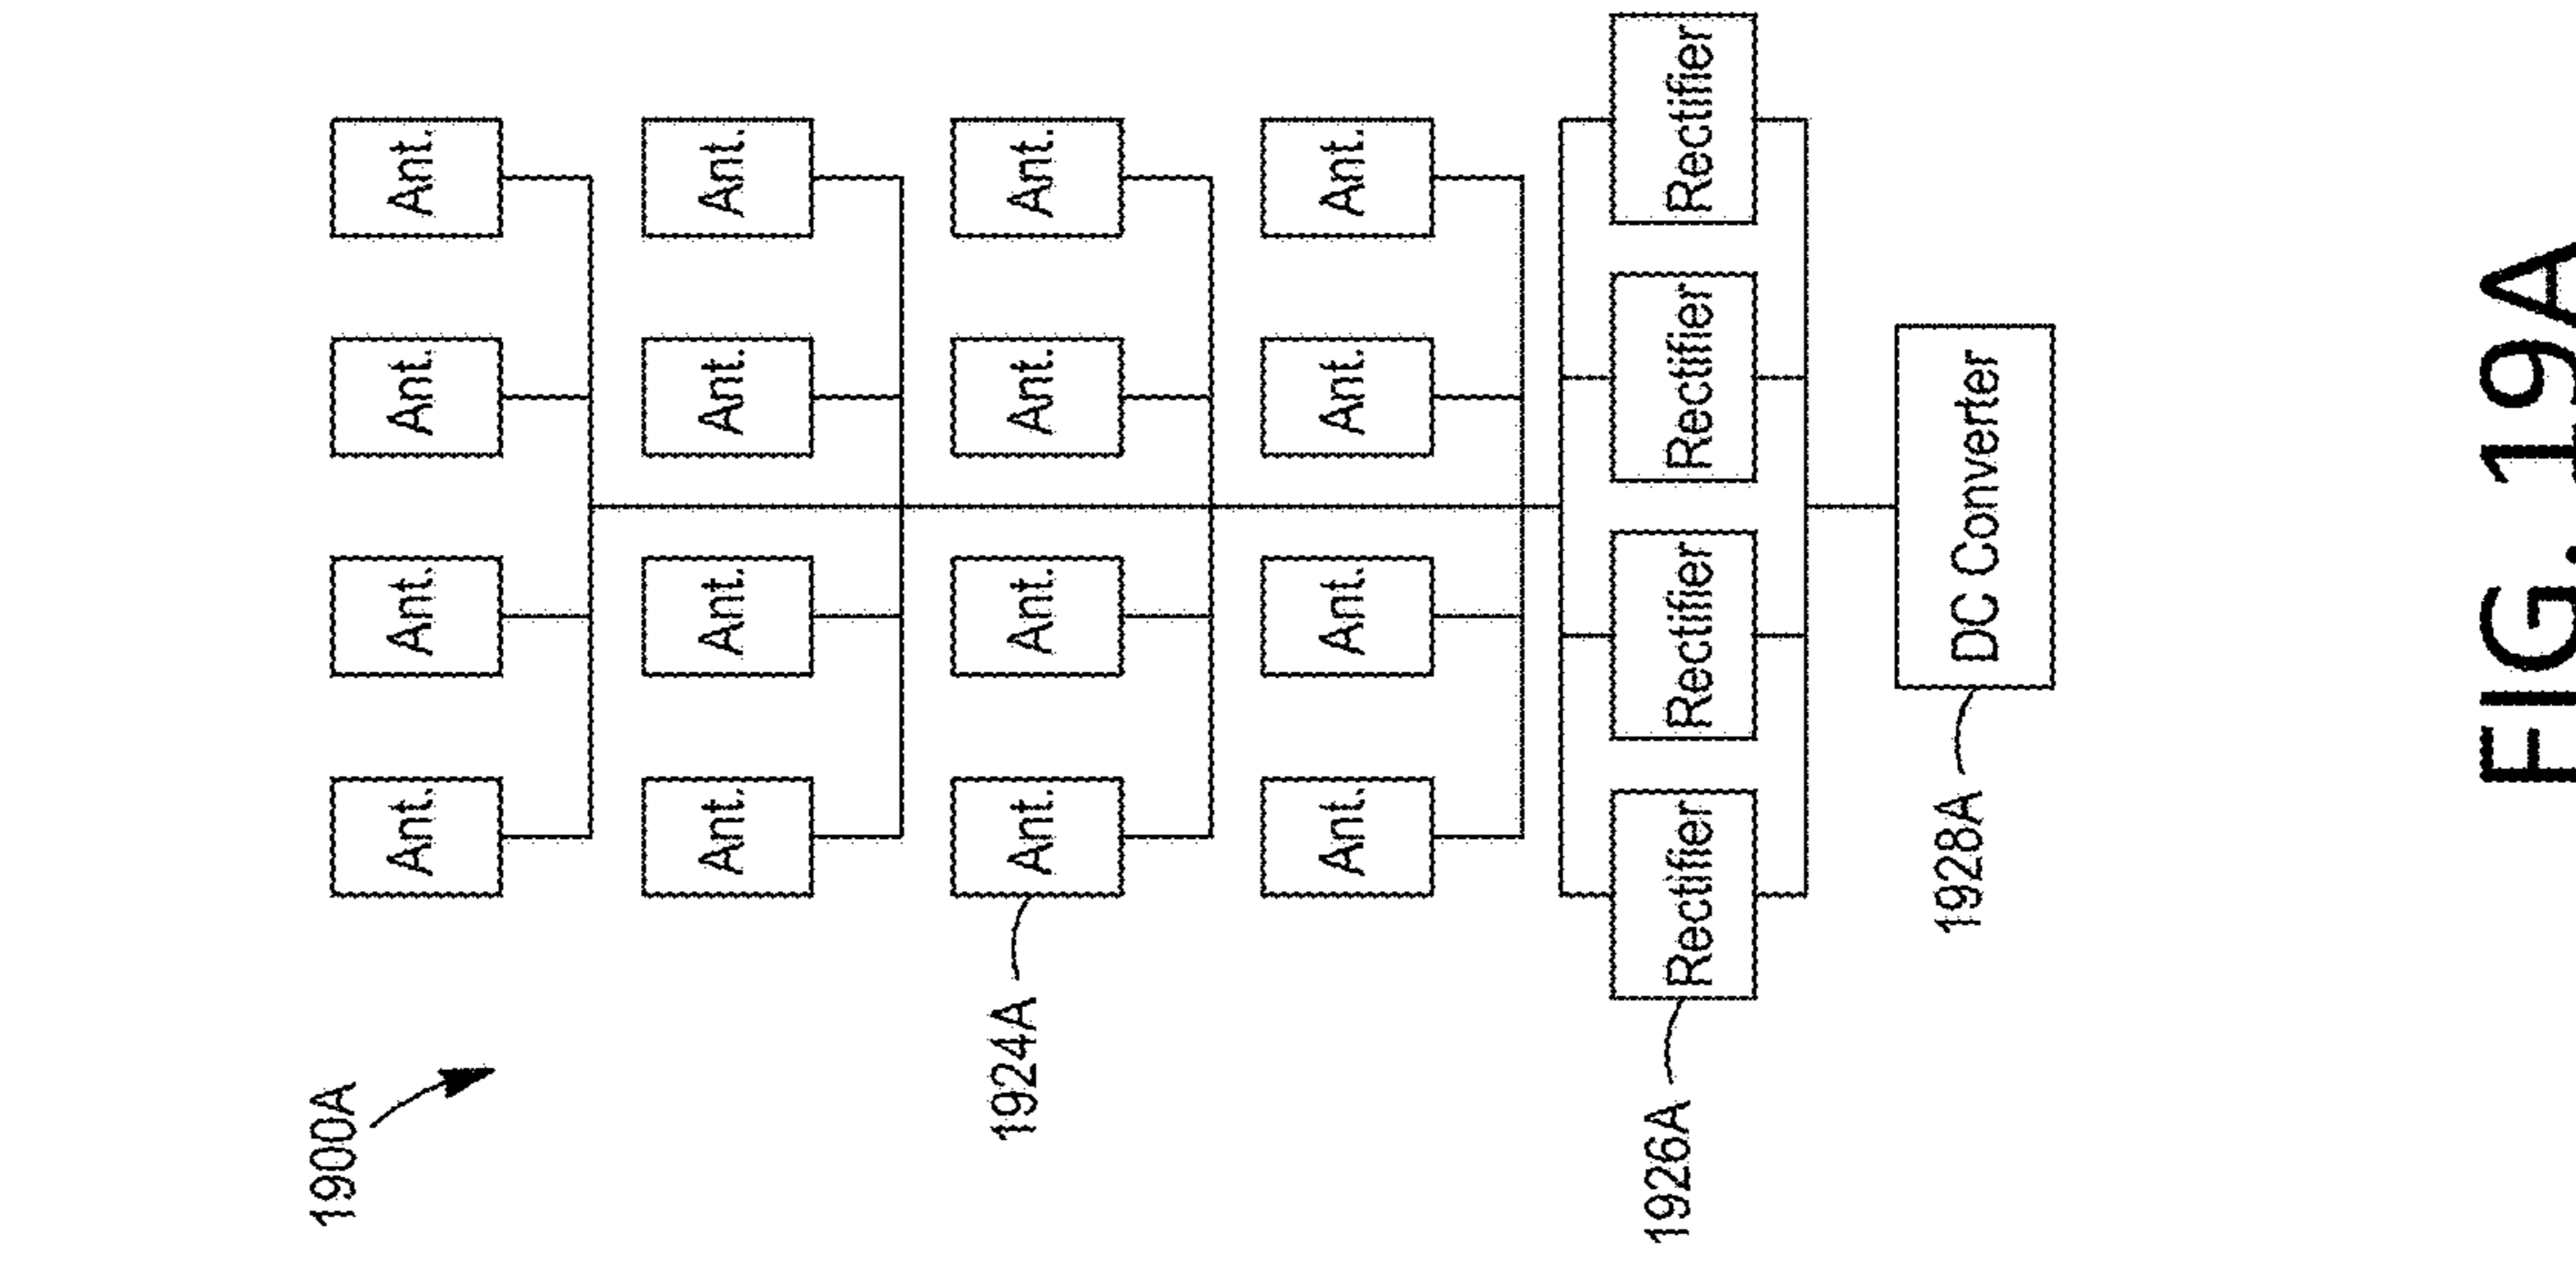 1900A
Ant. Ant. Ant. Ant.
Ant. Ant. Ant. Ant.
1924A Ant. Ant. Ant. Ant.
Ant. Ant. Ant. Ant.
1926A Rectifier Rectifier Rectifier Rectifier
1928A DC Converter
FIG. 19A